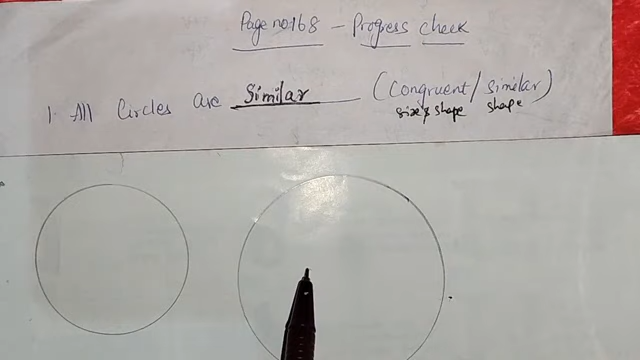 Page no:168 - Progress check
1. All Circles are Similar (Congruent/similar)
size & shape shape